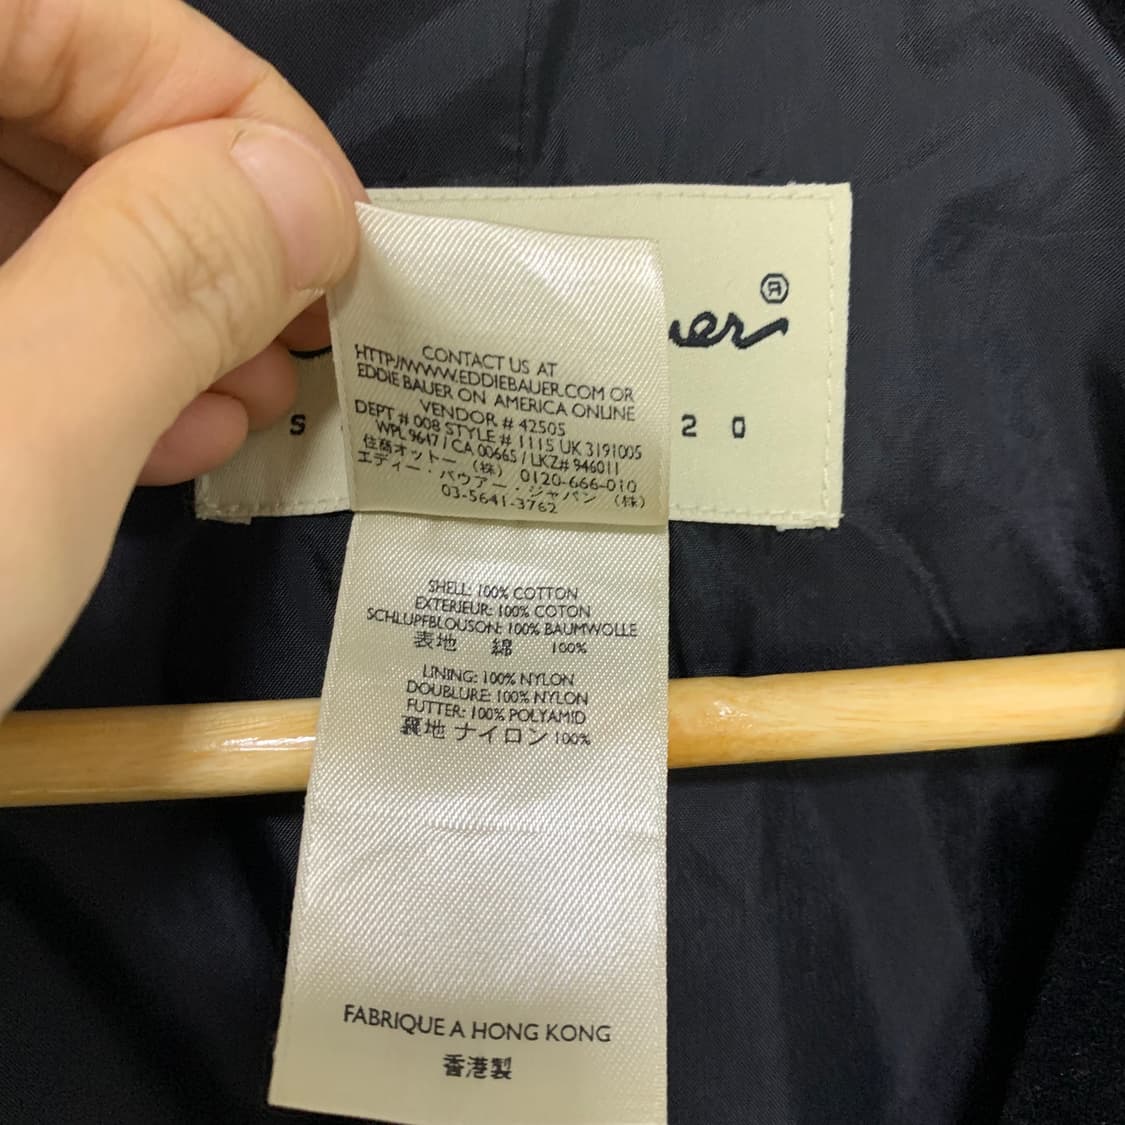 ®
uer
S
20
CONTACT US AT
HTTP//WWW.EDDIEBAUER.COM OR
EDDIE BAUER ON AMERICA ONLINE
VENDOR # 42505
DEPT # 008 STYLE # 1115 UK 3191005
WPL 9647 / CA 00665 / LKZ# 946011
住商オットー (株) 0120-666-010
エディー・バウアー・ジャパン (株)
03-5641-3762
SHELL: 100% COTTON
EXTERIEUR: 100% COTON
SCHLUPFBLOUSON: 100% BAUMWOLLE
表地 綿 100%
LINING: 100% NYLON
DOUBLURE: 100% NYLON
FUTTER: 100% POLYAMID
裏地 ナイロン 100%
FABRIQUE A HONG KONG
香港製